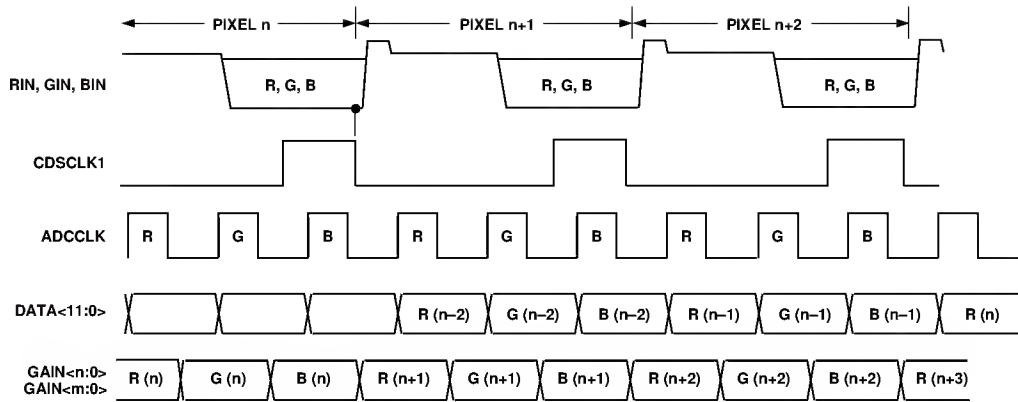 PIXEL n PIXEL n+1 PIXEL n+2
RIN, GIN, BIN R, G, B R, G, B R, G, B
CDSCLK1
ADCCLK R G B R G B R G B
DATA<11:0> R (n–2) G (n–2) B (n–2) R (n–1) G (n–1) B (n–1) R (n)
GAIN<n:0>
GAIN<m:0> R (n) G (n) B (n) R (n+1) G (n+1) B (n+1) R (n+2) G (n+2) B (n+2) R (n+3)